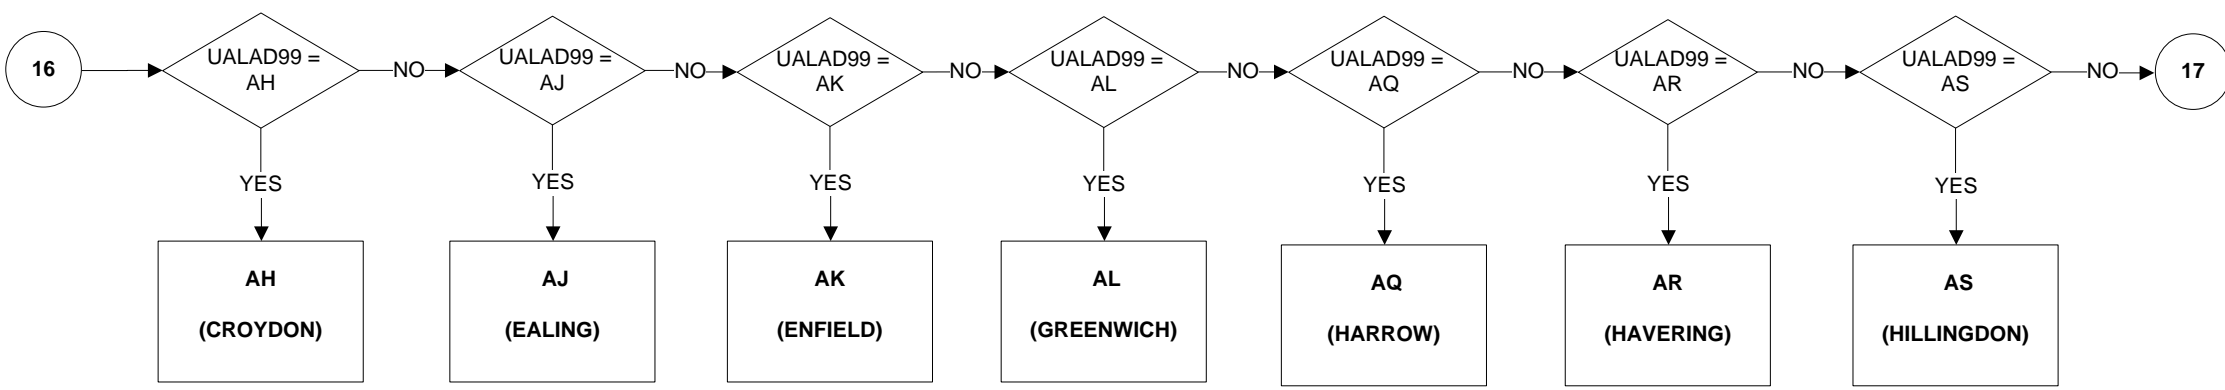 16
UALAD99 =
AH
NO
UALAD99 =
AJ
NO
UALAD99 =
AK
NO
UALAD99 =
AL
NO
UALAD99 =
AQ
NO
UALAD99 =
AR
NO
UALAD99 =
AS
NO
17
YES
YES
YES
YES
YES
YES
YES
AH
(CROYDON)
AJ
(EALING)
AK
(ENFIELD)
AL
(GREENWICH)
AQ
(HARROW)
AR
(HAVERING)
AS
(HILLINGDON)